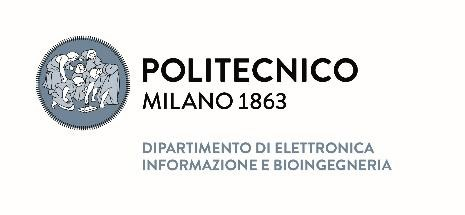 POLITECNICO
MILANO 1863
DIPARTIMENTO DI ELETTRONICA
INFORMAZIONE E BIOINGEGNERIA